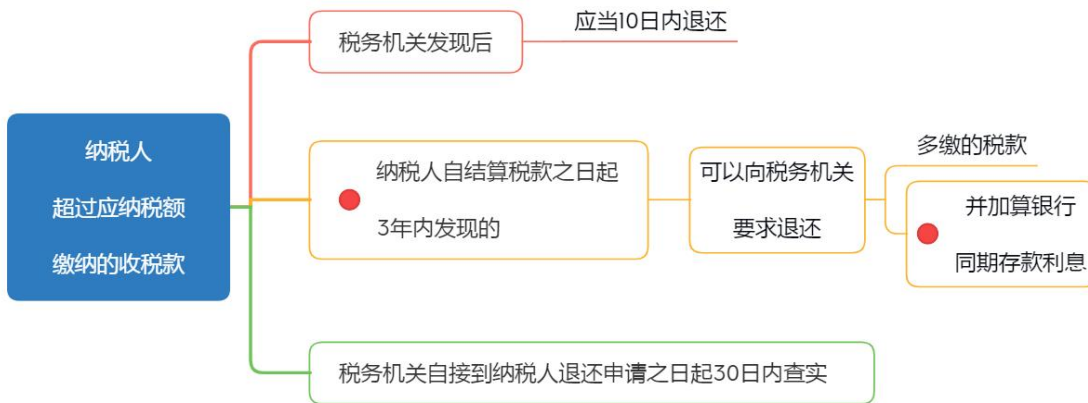 纳税人
超过应纳税额
缴纳的收税款
税务机关发现后
应当10日内退还
纳税人自结算税款之日起
3年内发现的
可以向税务机关
要求退还
多缴的税款
并加算银行
同期存款利息
税务机关自接到纳税人退还申请之日起30日内查实